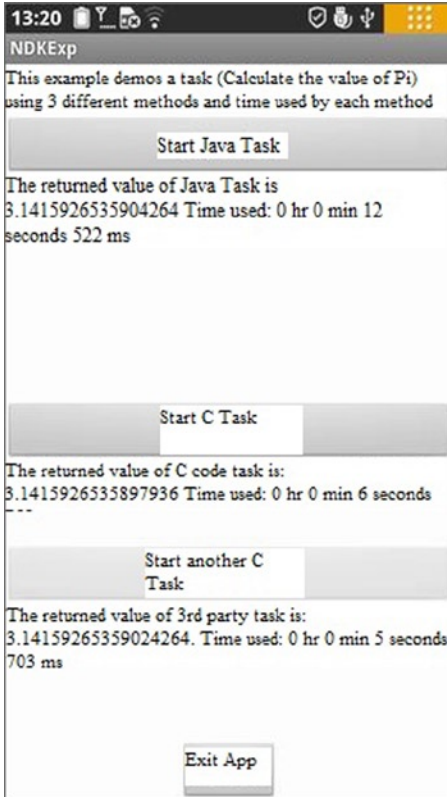 13:20
NDKExp
This example demos a task (Calculate the value of Pi)
using 3 different methods and time used by each method
Start Java Task
The returned value of Java Task is
3.1415926535904264 Time used: 0 hr 0 min 12
seconds 522 ms
Start C Task
The returned value of C code task is:
3.1415926535897936 Time used: 0 hr 0 min 6 seconds
Start another C
Task
The returned value of 3rd party task is:
3.14159265359024264. Time used: 0 hr 0 min 5 seconds
703 ms
Exit App